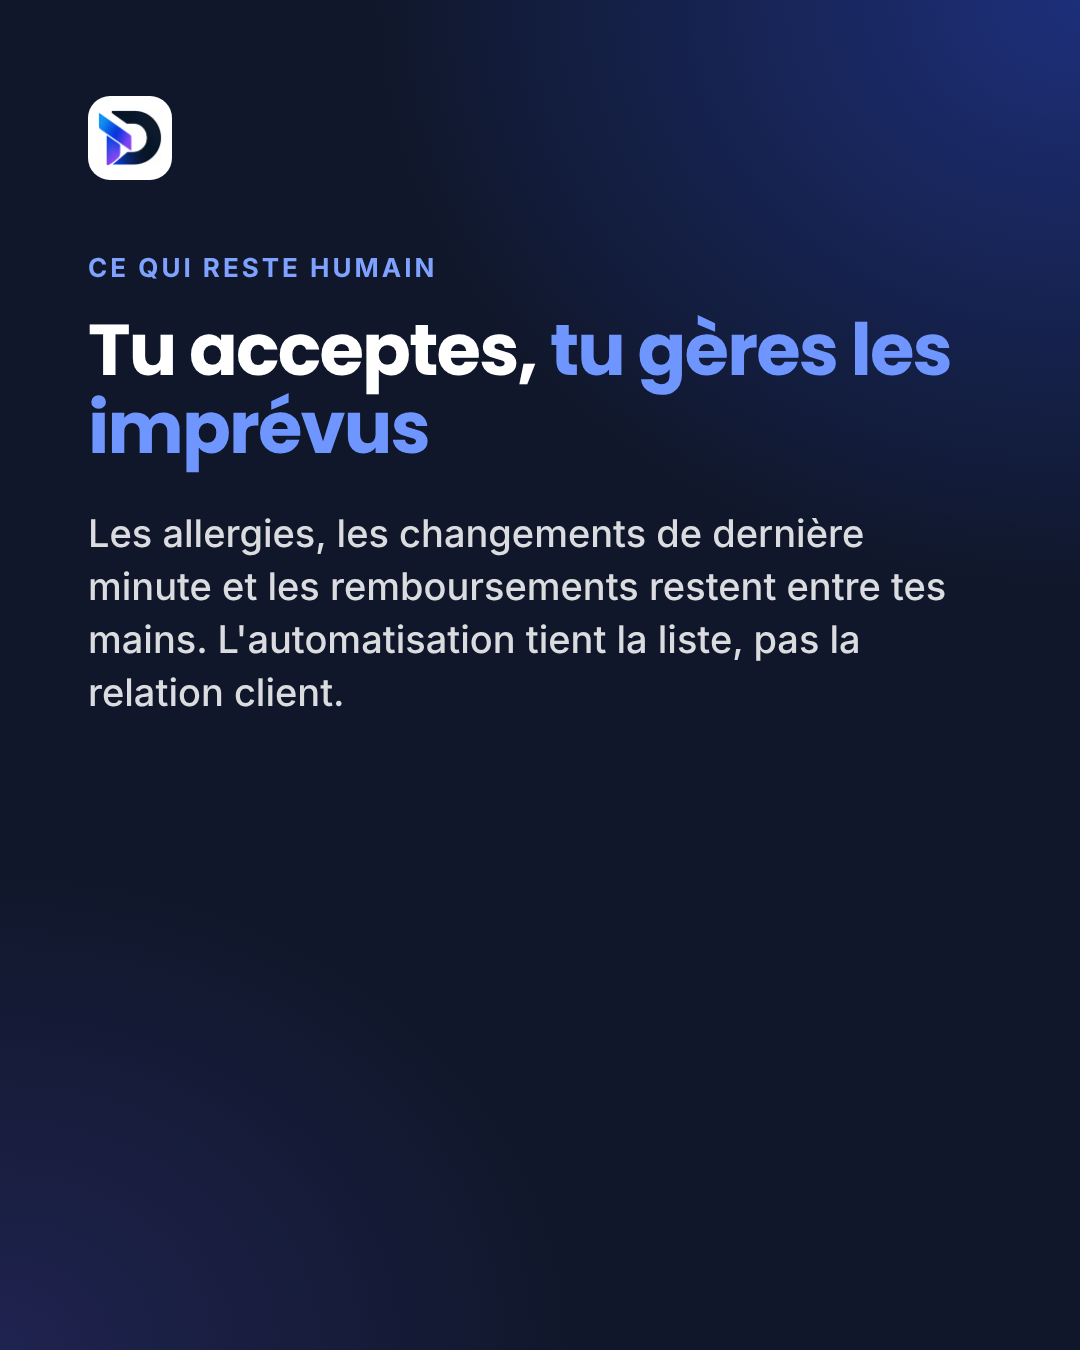 CE QUI RESTE HUMAIN
Tu acceptes, tu gères les
imprévus
Les allergies, les changements de dernière
minute et les remboursements restent entre tes
mains. L'automatisation tient la liste, pas la
relation client.